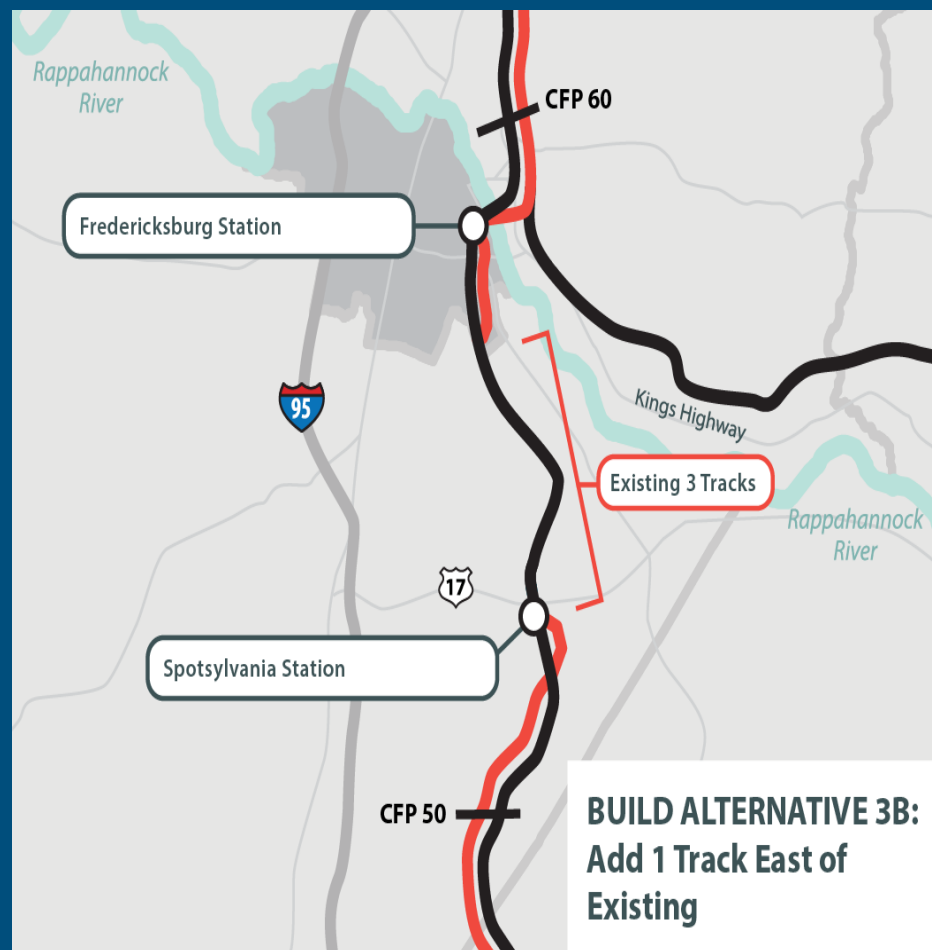 Rappahannock
River
CFP 60
Fredericksburg Station
95
Kings Highway
Existing 3 Tracks
Rappahannock
River
17
Spotsylvania Station
CFP 50
BUILD ALTERNATIVE 3B:
Add 1 Track East of
Existing